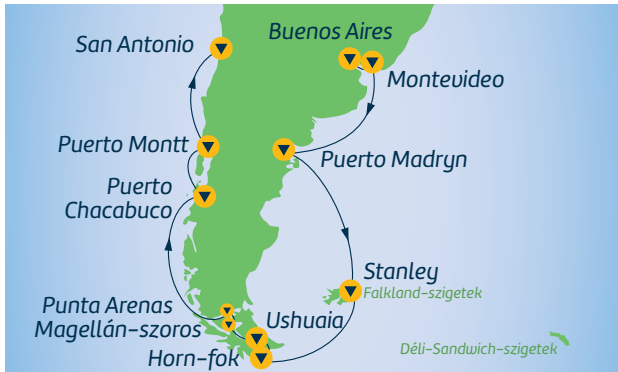 San Antonio
Buenos Aires
Montevideo
Puerto Montt
Puerto Madryn
Puerto
Chacabuco
Stanley
Falkland-szigetek
Punta Arenas
Magellán-szoros
Ushuaia
Horn-fok
Déli-Sandwich-szigetek